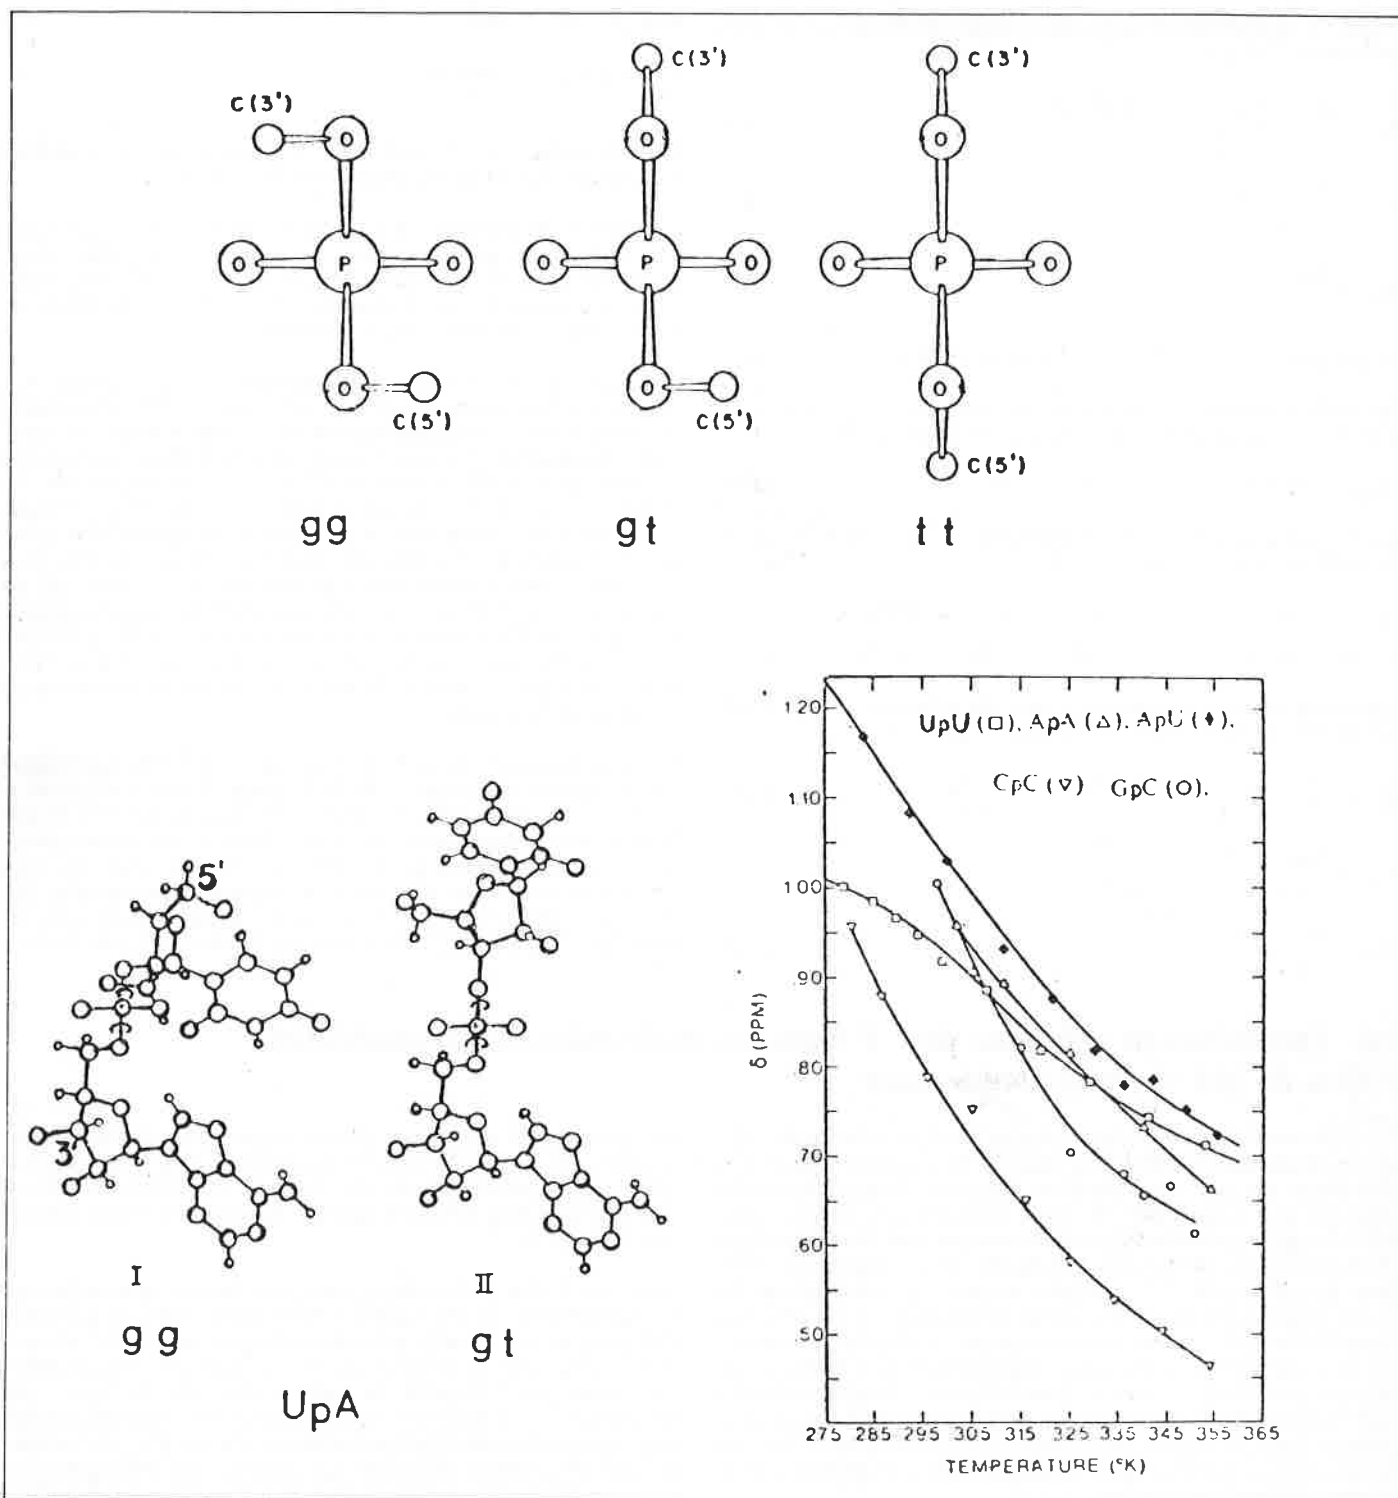 C(3')
C(3')
C(3')
O
O
O
O P O
O P O
O P O
O
O
O
C(5')
C(5')
C(5')
gg
gt
tt
UpU (□). ApA (△). ApU (♦).
CpC (▽) GpC (O).
1.20
1.10
1.00
.90
.80
.70
.60
.50
δ (PPM)
275 285 295 305 315 325 335 345 355 365
TEMPERATURE (°K)
5'
3'
I
II
gg
gt
UpA